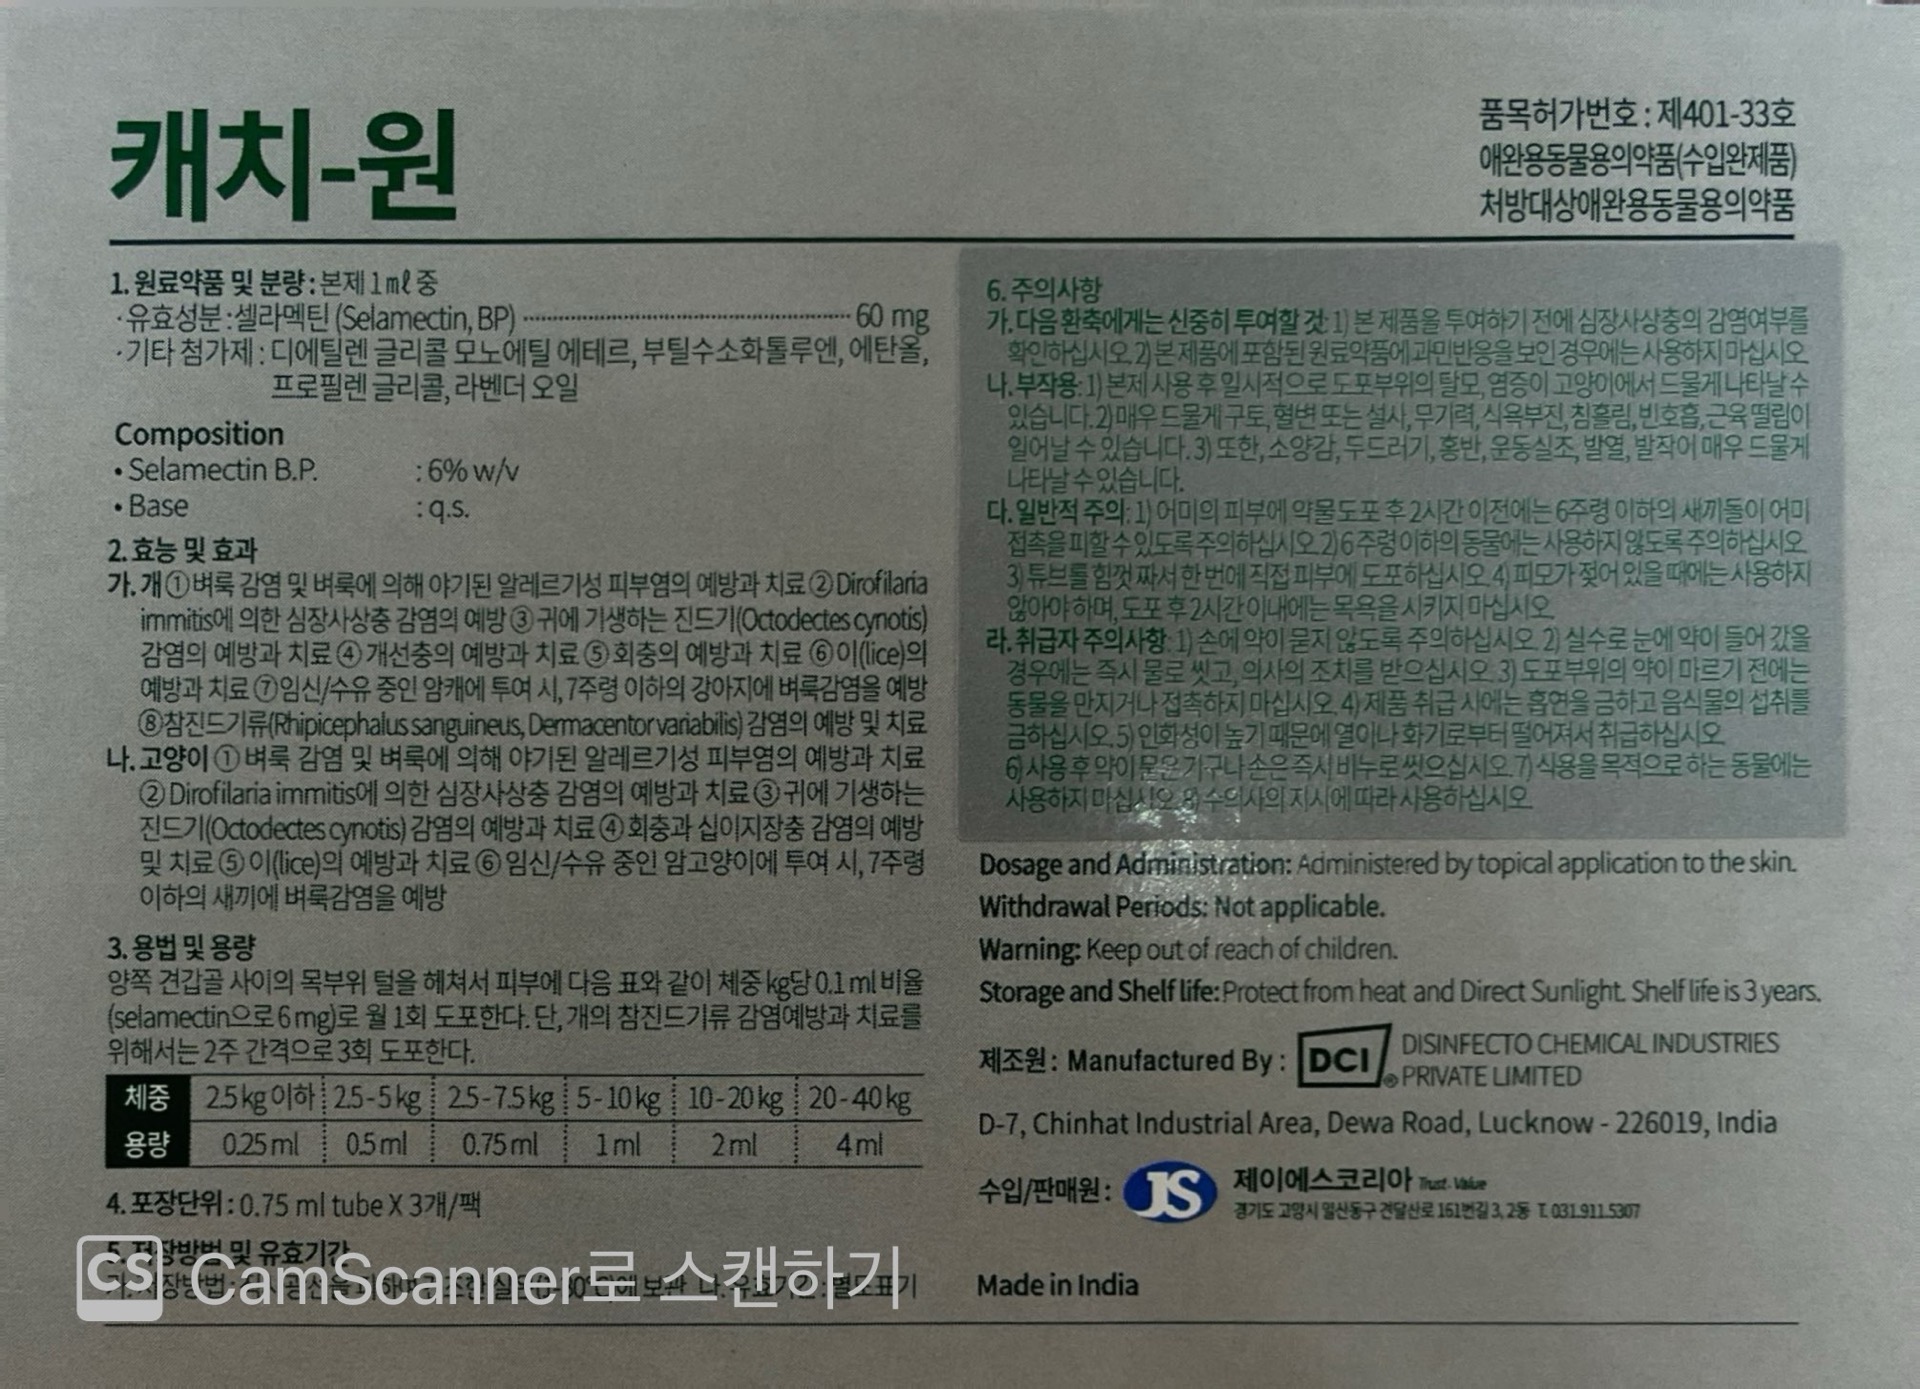 캐치-원
품목허가번호 : 제401-33호
애완용동물용의약품(수입완제품)
처방대상애완용동물용의약품
1. 원료약품 및 분량 : 본제 1㎖ 중
·유효성분 : 셀라멕틴 (Selamectin, BP) ············ 60 mg
·기타 첨가제 : 디에틸렌 글리콜 모노에틸 에테르, 부틸수소화톨루엔, 에탄올,
프로필렌 글리콜, 라벤더 오일
Composition
• Selamectin B.P. : 6% w/v
• Base : q.s.
2. 효능 및 효과
가. 개 ① 벼룩 감염 및 벼룩에 의해 야기된 알레르기성 피부염의 예방과 치료 ② Dirofilaria
immitis에 의한 심장사상충 감염의 예방 ③ 귀에 기생하는 진드기(Octodectes cynotis)
감염의 예방과 치료 ④ 개선충의 예방과 치료 ⑤ 회충의 예방과 치료 ⑥ 이(lice)의
예방과 치료 ⑦ 임신/수유 중인 암캐에 투여 시, 7주령 이하의 강아지에 벼룩감염을 예방
⑧ 참진드기류(Rhipicephalus sanguineus, Dermacentor variabilis) 감염의 예방 및 치료
나. 고양이 ① 벼룩 감염 및 벼룩에 의해 야기된 알레르기성 피부염의 예방과 치료
② Dirofilaria immitis에 의한 심장사상충 감염의 예방과 치료 ③ 귀에 기생하는
진드기(Octodectes cynotis) 감염의 예방과 치료 ④ 회충과 십이지장충 감염의 예방
및 치료 ⑤ 이(lice)의 예방과 치료 ⑥ 임신/수유 중인 암고양이에 투여 시, 7주령
이하의 새끼에 벼룩감염을 예방
3. 용법 및 용량
양쪽 견갑골 사이의 목부위 털을 헤쳐서 피부에 다음 표와 같이 체중 kg당 0.1 ml 비율
(selamectin으로 6 mg)로 월 1회 도포한다. 단, 개의 참진드기류 감염예방과 치료를
위해서는 2주 간격으로 3회 도포한다.
체중 2.5 kg 이하 2.5 - 5 kg 2.5 - 7.5 kg 5 - 10 kg 10 - 20 kg 20 - 40 kg
용량 0.25 ml 0.5 ml 0.75 ml 1 ml 2 ml 4 ml
4. 포장단위 : 0.75 ml tube X 3개/팩
5. 저장방법 및 유효기간
가. 저장방법 : 에 보관 나. 유효기간 : 별도표기
CS CamScanner로 스캔하기
6. 주의사항
가. 다음 환축에게는 신중히 투여할 것: 1) 본 제품을 투여하기 전에 심장사상충의 감염여부를
확인하십시오. 2) 본 제품에 포함된 원료약품에 과민반응을 보인 경우에는 사용하지 마십시오.
나. 부작용 : 1) 본제 사용 후 일시적으로 도포부위의 탈모, 염증이 고양이에서 드물게 나타날 수
있습니다. 2) 매우 드물게 구토, 혈변 또는 설사, 무기력, 식욕부진, 침흘림, 빈호흡, 근육 떨림이
일어날 수 있습니다. 3) 또한, 소양감, 두드러기, 홍반, 운동실조, 발열, 발작이 매우 드물게
나타날 수 있습니다.
다. 일반적 주의: 1) 어미의 피부에 약물 도포 후 2시간 이전에는 6주령 이하의 새끼들이 어미
접촉을 피할 수 있도록 주의하십시오. 2) 6 주령 이하의 동물에는 사용하지 않도록 주의하십시오.
3) 튜브를 힘껏 짜서 한 번에 직접 피부에 도포하십시오. 4) 피모가 젖어 있을 때에는 사용하지
않아야 하며, 도포 후 2시간 이내에는 목욕을 시키지 마십시오.
라. 취급자 주의사항: 1) 손에 약이 묻지 않도록 주의하십시오. 2) 실수로 눈에 약이 들어 갔을
경우에는 즉시 물로 씻고, 의사의 조치를 받으십시오. 3) 도포부위의 약이 마르기 전에는
동물을 만지거나 접촉하지 마십시오. 4) 제품 취급 시에는 흡연을 금하고 음식물의 섭취를
금하십시오. 5) 인화성이 높기 때문에 열이나 화기로부터 떨어져서 취급하십시오.
6) 사용 후 약이 묻은 기구나 손은 즉시 비누로 씻으십시오. 7) 식용을 목적으로 하는 동물에는
사용하지 마십시오. 8) 수의사의 지시에 따라 사용하십시오.
Dosage and Administration: Administered by topical application to the skin.
Withdrawal Periods: Not applicable.
Warning: Keep out of reach of children.
Storage and Shelf life: Protect from heat and Direct Sunlight. Shelf life is 3 years.
제조원 : Manufactured By : DCI ® DISINFECTO CHEMICAL INDUSTRIES
PRIVATE LIMITED
D-7, Chinhat Industrial Area, Dewa Road, Lucknow - 226019, India
수입/판매원 : JS 제이에스코리아 Trust. Value
경기도 고양시 일산동구 견달산로 161번길 3, 2동 T. 031.911.5307
Made in India